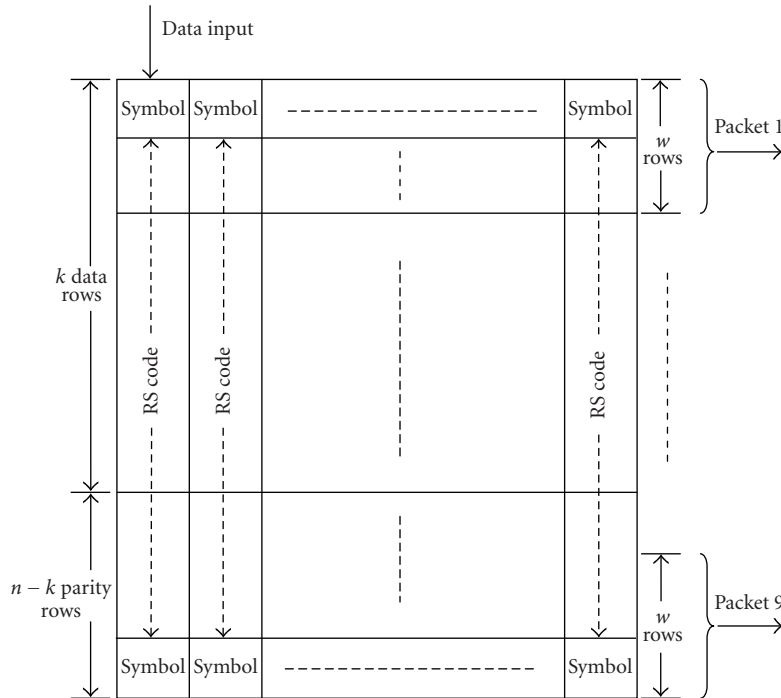 Data input
Symbol Symbol Symbol
Packet 1
w
rows
k data
rows
RS code
RS code
RS code
n − k parity
rows
w
rows
Packet 9
Symbol Symbol Symbol